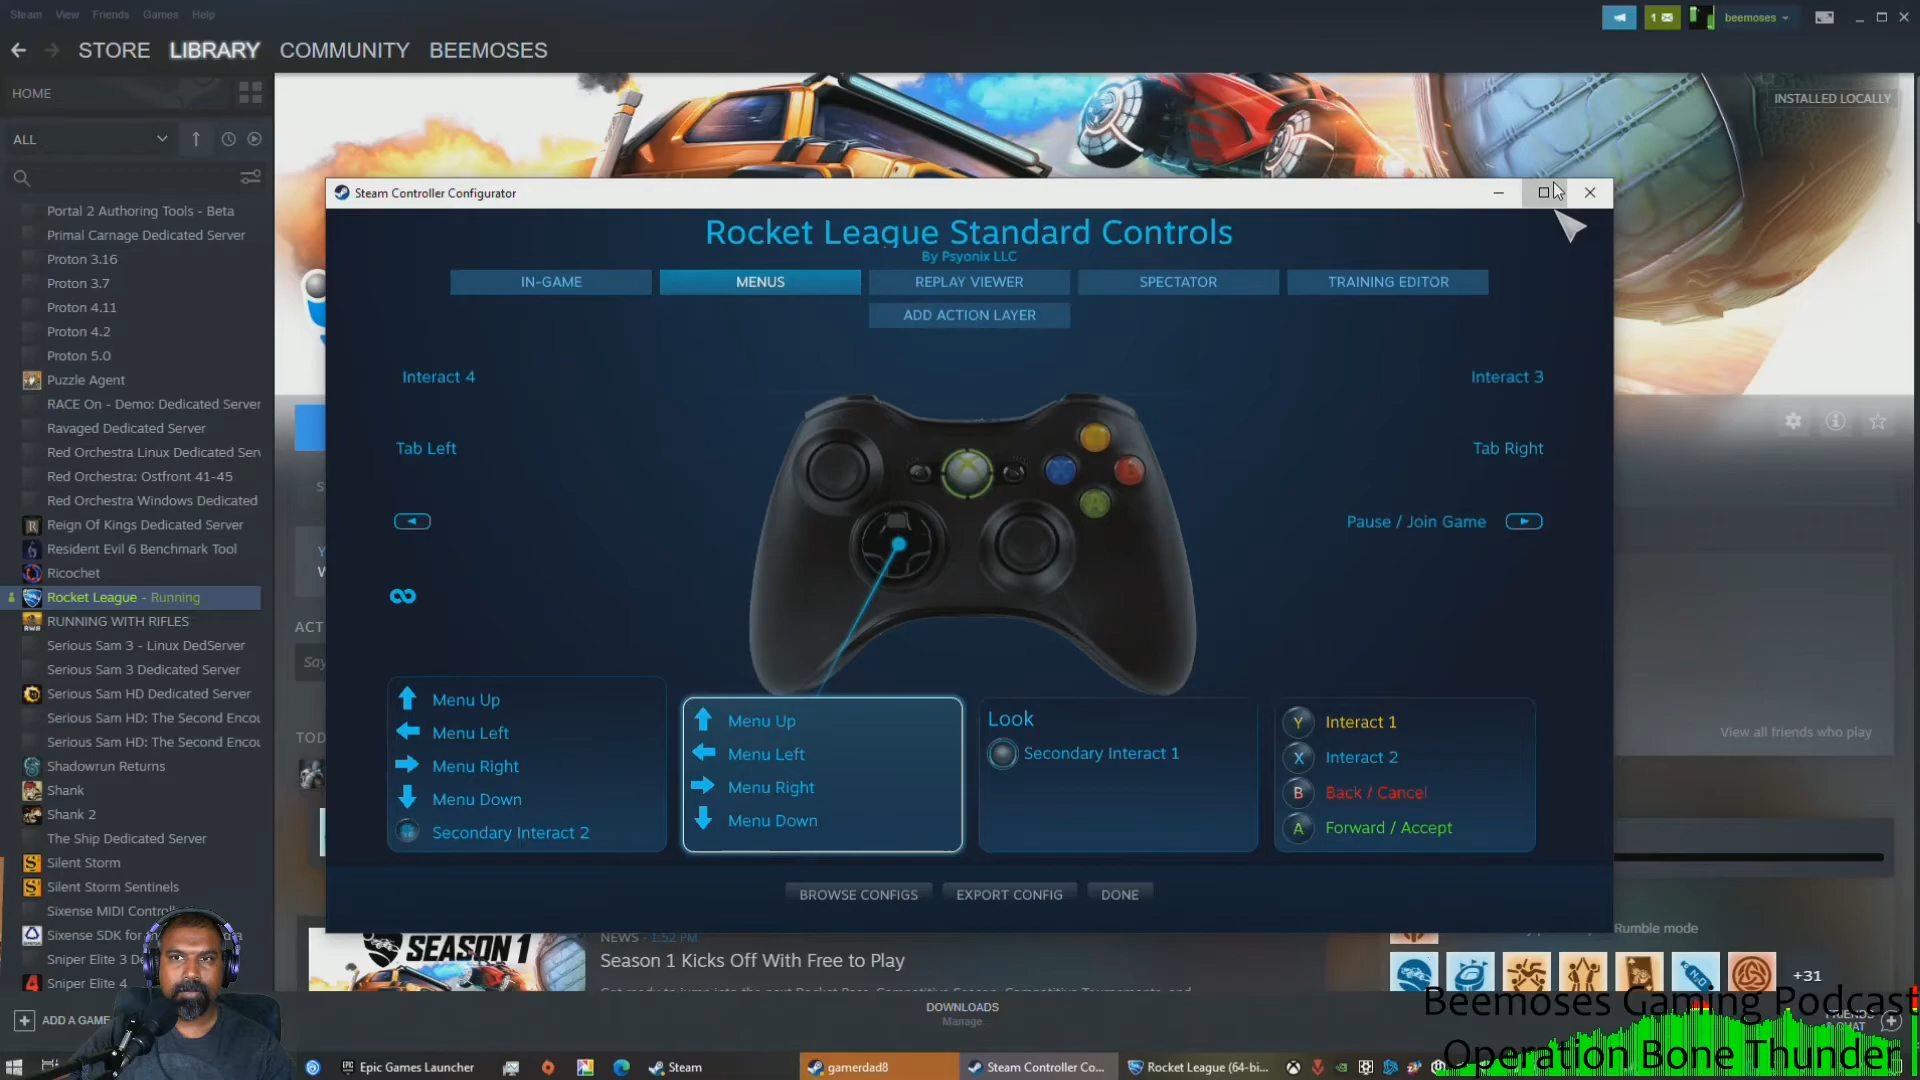 Steam View Friends Games Help
1
beemoses
STORE LIBRARY COMMUNITY BEEMOSES
HOME
INSTALLED LOCALLY
ALL
Portal 2 Authoring Tools - Beta
Primal Carnage Dedicated Server
Proton 3.16
Proton 3.7
Proton 4.11
Proton 4.2
Proton 5.0
Puzzle Agent
RACE On - Demo: Dedicated Server
Ravaged Dedicated Server
Red Orchestra Linux Dedicated Serv
Red Orchestra: Ostfront 41-45
Red Orchestra Windows Dedicated
Reign Of Kings Dedicated Server
Resident Evil 6 Benchmark Tool
Ricochet
Rocket League - Running
RUNNING WITH RIFLES
Serious Sam 3 - Linux DedServer
Serious Sam 3 Dedicated Server
Serious Sam HD Dedicated Server
Serious Sam HD: The Second Encou
Serious Sam HD: The Second Encou
Shadowrun Returns
Shank
Shank 2
The Ship Dedicated Server
Silent Storm
Silent Storm Sentinels
Sixense MIDI Controll
Sixense SDK for
Sniper Elite 3 De
Sniper Elite 4
ADD A GAME
Steam Controller Configurator
Rocket League Standard Controls
By Psyonix LLC
IN-GAME
MENUS
REPLAY VIEWER
SPECTATOR
TRAINING EDITOR
ADD ACTION LAYER
Interact 4
Interact 3
Tab Left
Tab Right
Pause / Join Game
Menu Up
Menu Left
Menu Right
Menu Down
Secondary Interact 2
Menu Up
Menu Left
Menu Right
Menu Down
Look
Secondary Interact 1
Y Interact 1
X Interact 2
B Back / Cancel
A Forward / Accept
BROWSE CONFIGS
EXPORT CONFIG
DONE
ACT
Say
TOD
View all friends who play
Rumble mode
+31
SEASON 1
NEWS - 1:52 PM
Season 1 Kicks Off With Free to Play
DOWNLOADS
Manage
FRIENDS
& CHAT
Beemoses Gaming Podcast
Operation Bone Thunder
Epic Games Launcher
Steam
gamerdad8
Steam Controller Co...
Rocket League (64-bi...